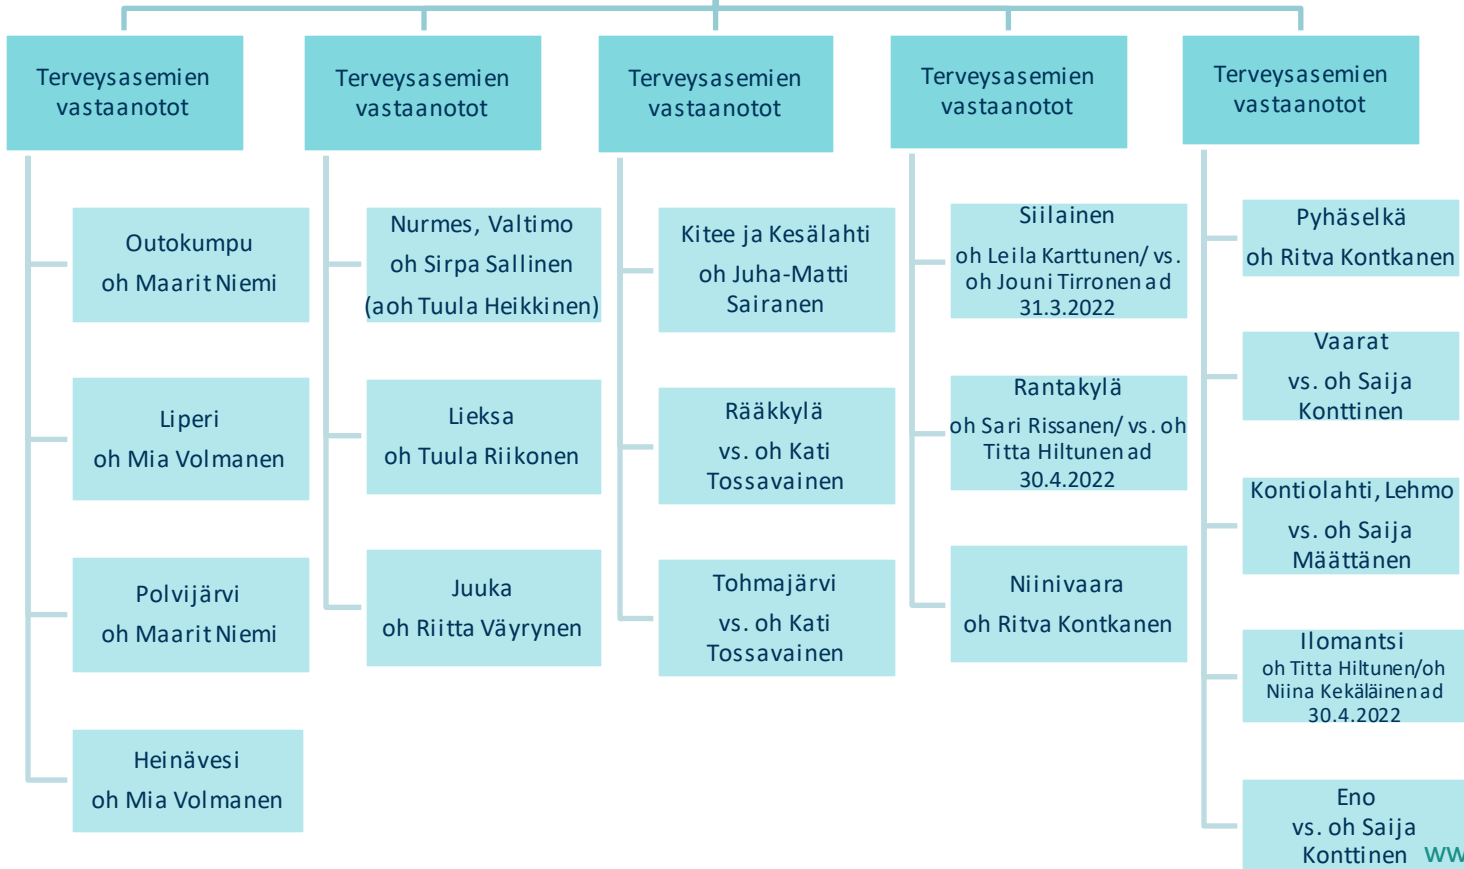 Terveysasemien
vastaanotot
Outokumpu
oh Maarit Niemi
Liperi
oh Mia Volmanen
Polvijärvi
oh Maarit Niemi
Heinävesi
oh Mia Volmanen
Terveysasemien
vastaanotot
Nurmes, Valtimo
oh Sirpa Sallinen
(aoh Tuula Heikkinen)
Lieksa
oh Tuula Riikonen
Juuka
oh Riitta Väyrynen
Terveysasemien
vastaanotot
Kitee ja Kesälahti
oh Juha-Matti
Sairanen
Rääkkylä
vs. oh Kati
Tossavainen
Tohmajärvi
vs. oh Kati
Tossavainen
Terveysasemien
vastaanotot
Siilainen
oh Leila Karttunen/ vs.
oh Jouni Tirronen ad
31.3.2022
Rantakylä
oh Sari Rissanen/ vs. oh
Titta Hiltunen ad
30.4.2022
Niinivaara
oh Ritva Kontkanen
Terveysasemien
vastaanotot
Pyhäselkä
oh Ritva Kontkanen
Vaarat
vs. oh Saija
Konttinen
Kontiolahti, Lehmo
vs. oh Saija
Määttänen
Ilomantsi
oh Titta Hiltunen/oh
Niina Kekäläinen ad
30.4.2022
Eno
vs. oh Saija
Konttinen